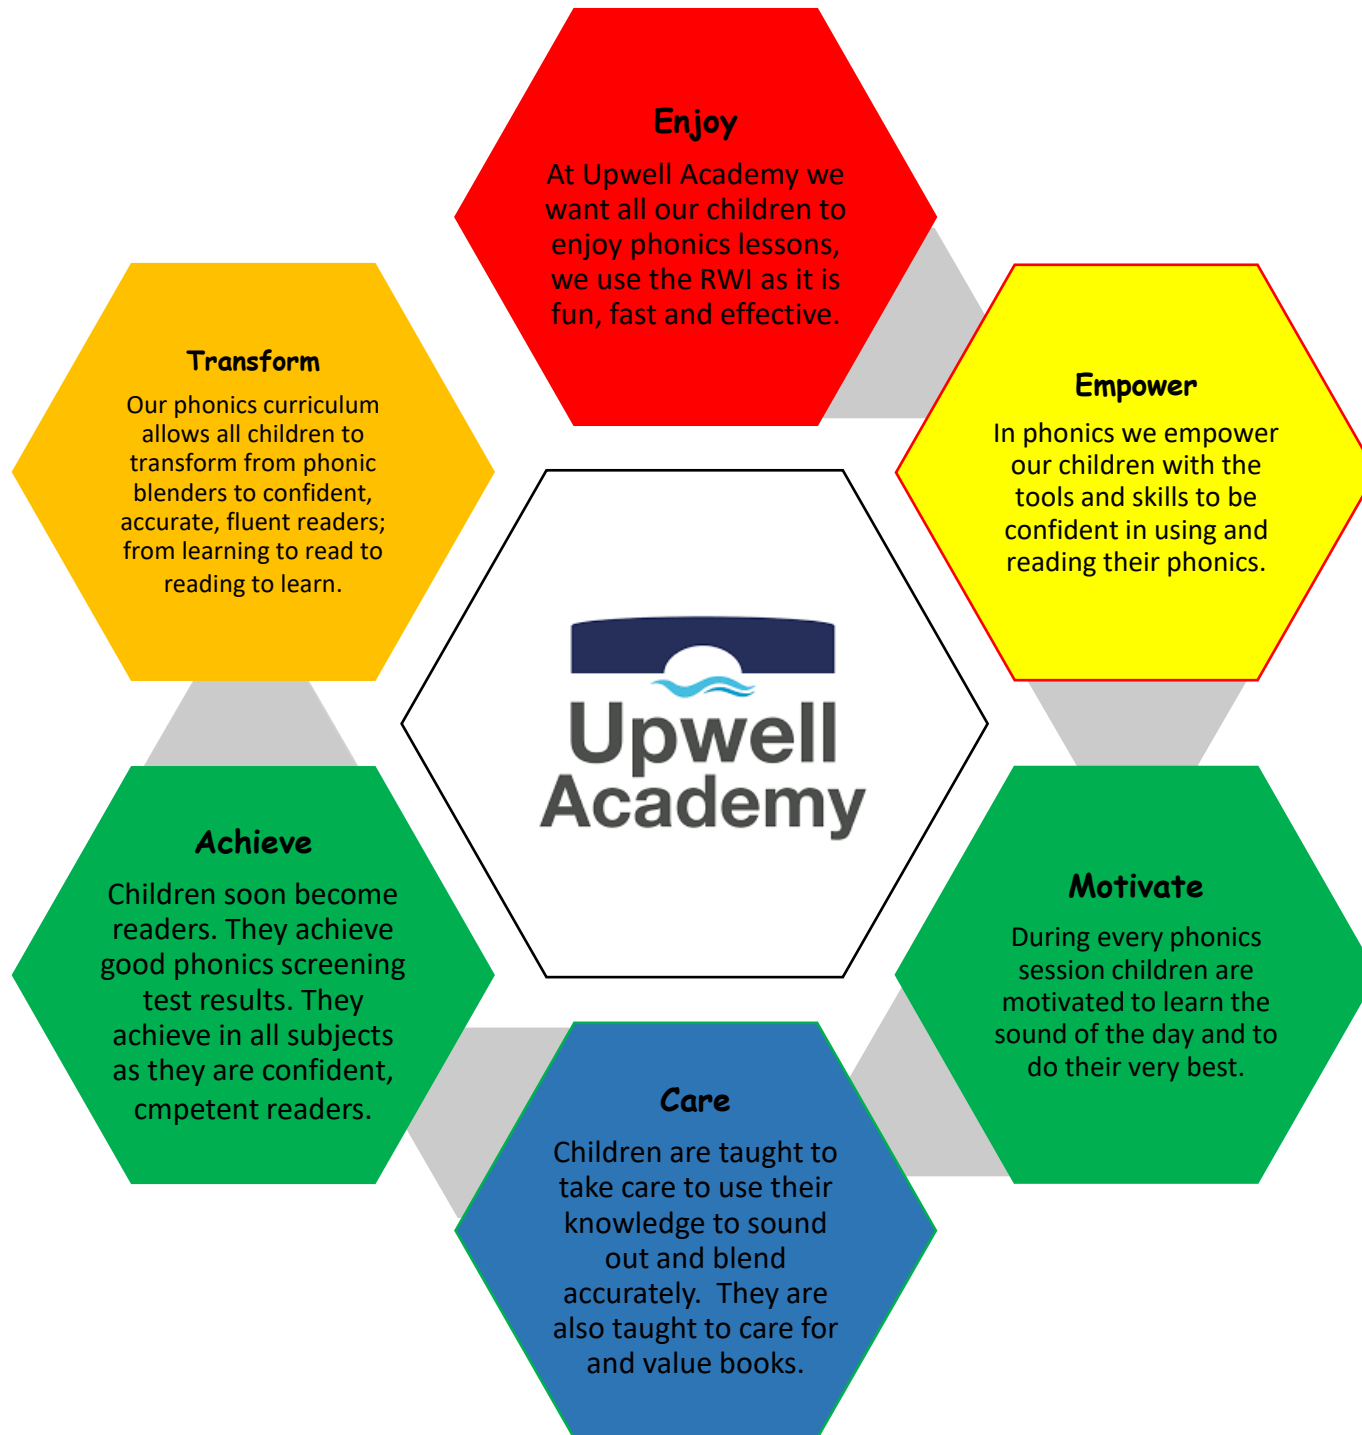 Enjoy
At Upwell Academy we
want all our children to
enjoy phonics lessons,
we use the RWI as it is
fun, fast and effective.
Empower
In phonics we empower
our children with the
tools and skills to be
confident in using and
reading their phonics.
Motivate
During every phonics
session children are
motivated to learn the
sound of the day and to
do their very best.
Care
Children are taught to
take care to use their
knowledge to sound
out and blend
accurately.  They are
also taught to care for
and value books.
Achieve
Children soon become
readers. They achieve
good phonics screening
test results. They
achieve in all subjects
as they are confident,
cmpetent readers.
Transform
Our phonics curriculum
allows all children to
transform from phonic
blenders to confident,
accurate, fluent readers;
from learning to read to
reading to learn.
Upwell
Academy